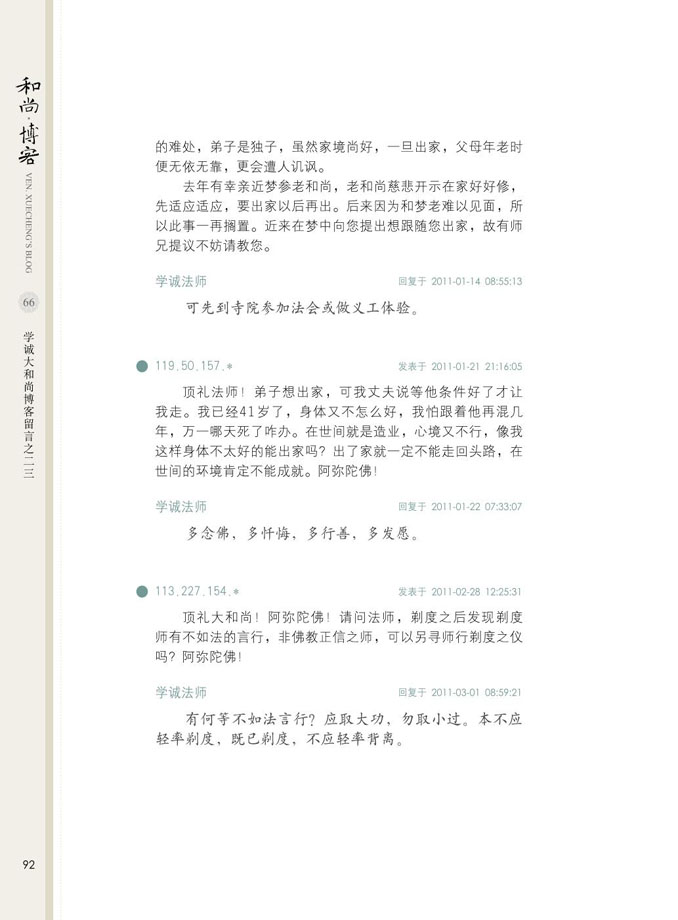 和尚·博客
VEN. XUECHENG'S BLOG
66
学诚大和尚博客留言之二三
的难处，弟子是独子，虽然家境尚好，一旦出家，父母年老时
便无依无靠，更会遭人讥讽。
去年有幸亲近梦参老和尚，老和尚慈悲开示在家好好修，
先适应适应，要出家以后再出。后来因为和梦老难以见面，所
以此事一再搁置。近来在梦中向您提出想跟随您出家，故有师
兄提议不妨请教您。
学诚法师 回复于 2011-01-14 08:55:13
可先到寺院参加法会或做义工体验。
119.50.157.* 发表于 2011-01-21 21:16:05
顶礼法师！弟子想出家，可我丈夫说等他条件好了才让
我走。我已经41岁了，身体又不怎么好，我怕跟着他再混几
年，万一哪天死了咋办。在世间就是造业，心境又不行，像我
这样身体不太好的能出家吗？出了家就一定不能走回头路，在
世间的环境肯定不能成就。阿弥陀佛！
学诚法师 回复于 2011-01-22 07:33:07
多念佛，多忏悔，多行善，多发愿。
113.227.154.* 发表于 2011-02-28 12:25:31
顶礼大和尚！阿弥陀佛！请问法师，剃度之后发现剃度
师有不如法的言行，非佛教正信之师，可以另寻师行剃度之仪
吗？阿弥陀佛！
学诚法师 回复于 2011-03-01 08:59:21
有何等不如法言行？应取大功，勿取小过。本不应
轻率剃度，既已剃度，不应轻率背离。
92